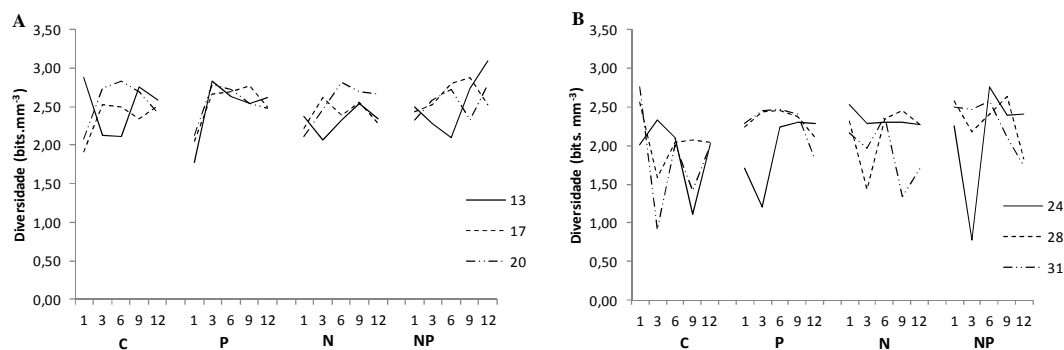 A
Diversidade (bits.mm⁻³)
3,50
3,00
2,50
2,00
1,50
1,00
0,50
0,00
1 3 6 9 12 1 3 6 9 12 1 3 6 9 12 1 3 6 9 12
C P N NP
13
17
20
B
Diversidade (bits. mm⁻³)
3,50
3,00
2,50
2,00
1,50
1,00
0,50
0,00
1 3 6 9 12 1 3 6 9 12 1 3 6 9 12 1 3 6 9 12
C P N NP
24
28
31